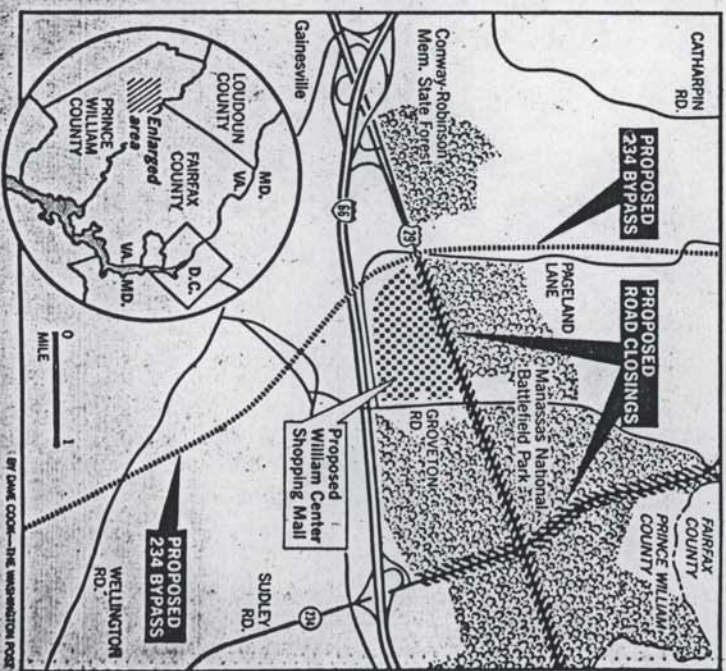 CATHARPIN
RD.
PROPOSED
234 BYPASS
PAGELAND
LANE
PROPOSED
ROAD CLOSINGS
FAIRFAX
COUNTY
PRINCE WILLIAM
COUNTY
Conway-Robinson
Mem. State Forest
29
Manassas National
Battlefield Park
GROVETON
RD
Gainesville
66
Proposed
William Center
Shopping Mall
234
SUDLEY
RD.
LOUDOUN
COUNTY
MD.
VA.
Enlarged
area
FAIRFAX
COUNTY
PRINCE
WILLIAM
COUNTY
D.C.
VA.
MD.
0 1
MILE
PROPOSED
234 BYPASS
WELLINGTON
RD.
BY DAVE COOK—THE WASHINGTON POST